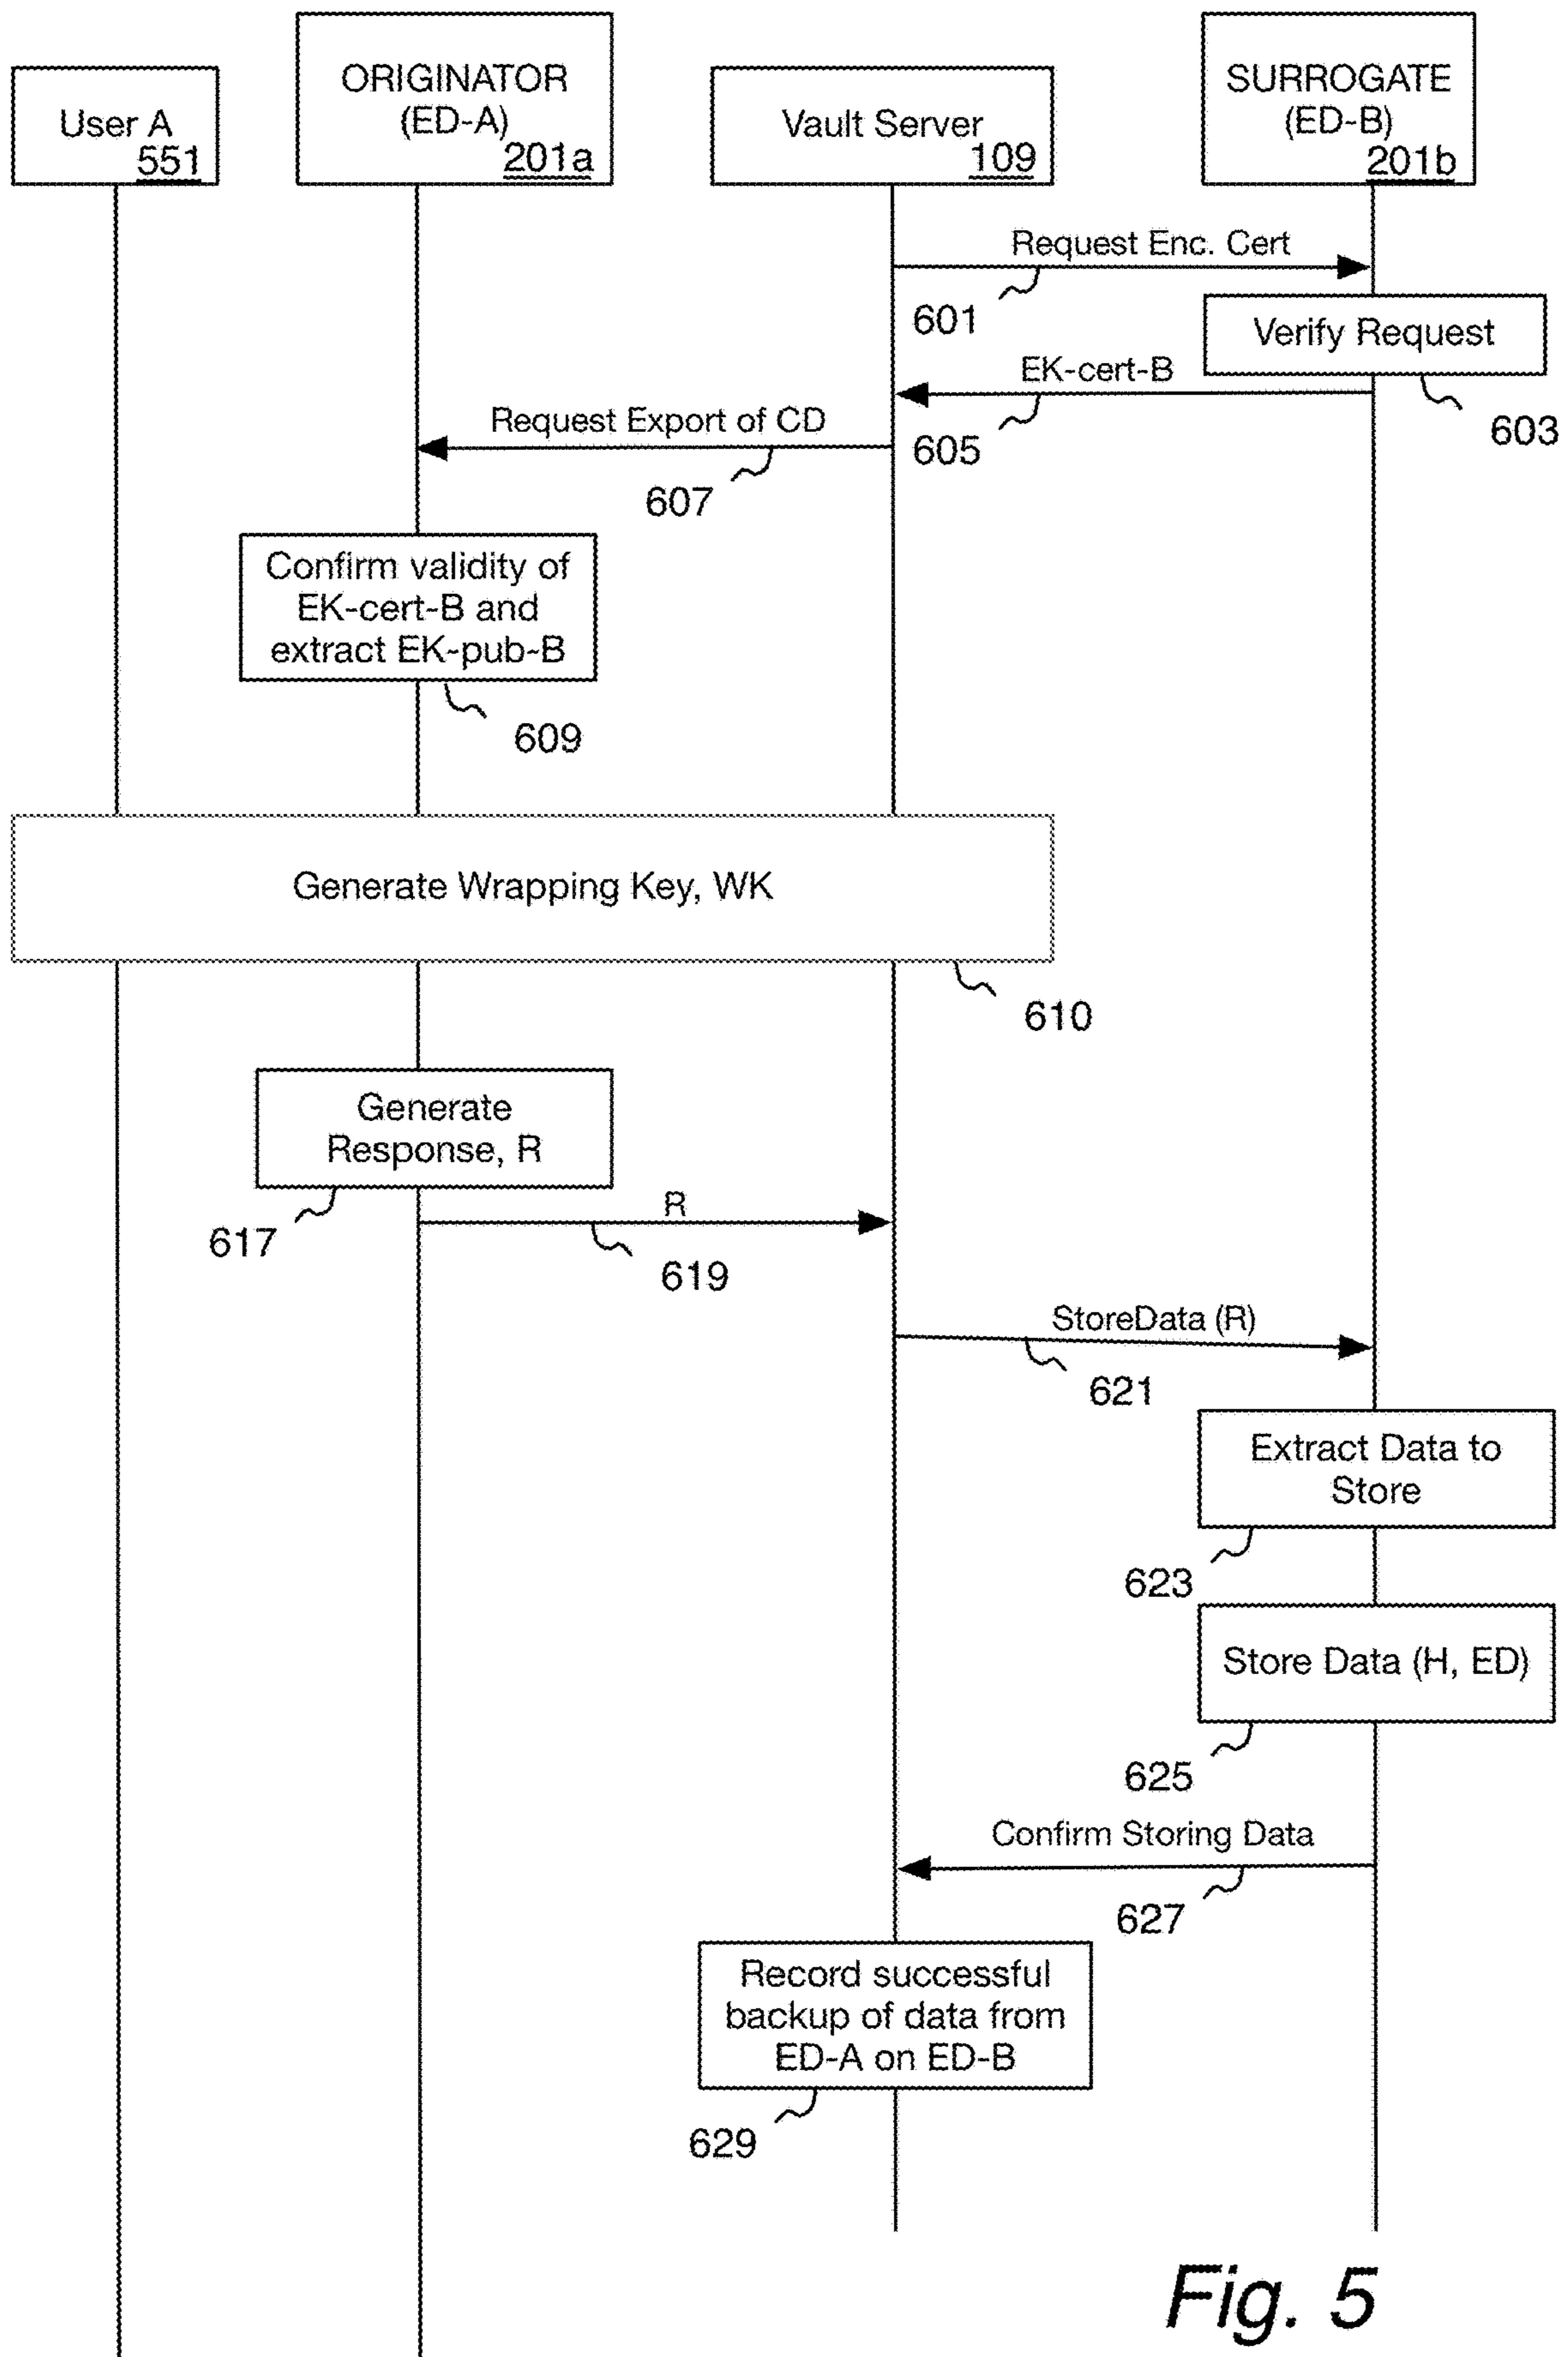 User A
551
ORIGINATOR
(ED-A)
201a
Vault Server
109
SURROGATE
(ED-B)
201b
Request Enc. Cert
601
Verify Request
603
EK-cert-B
605
Request Export of CD
607
Confirm validity of
EK-cert-B and
extract EK-pub-B
609
Generate Wrapping Key, WK
610
Generate
Response, R
617
R
619
StoreData (R)
621
Extract Data to
Store
623
Store Data (H, ED)
625
Confirm Storing Data
627
Record successful
backup of data from
ED-A on ED-B
629
Fig. 5